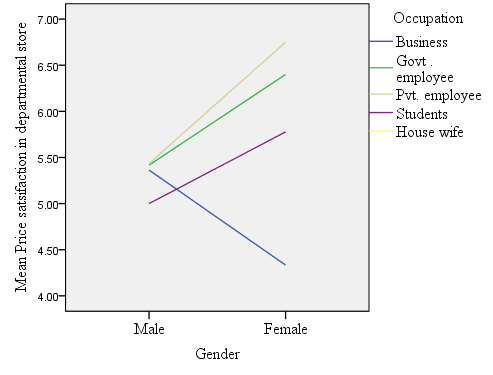 Occupation
Business
Govt .
employee
Pvt. employee
Students
House wife
Mean Price satsifaction in departmental store
7.00
6.50
6.00
5.50
5.00
4.50
4.00
Male
Female
Gender